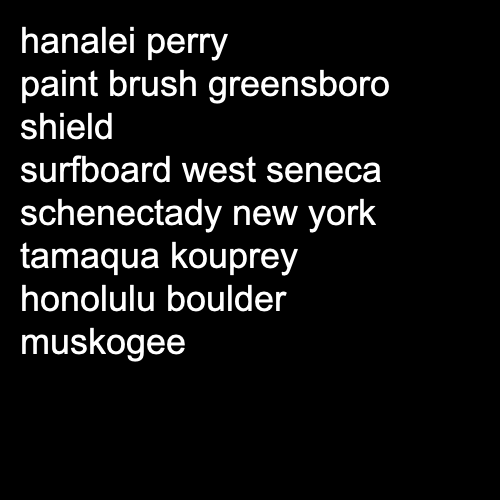 hanalei perry
paint brush greensboro
shield
surfboard west seneca
schenectady new york
tamaqua kouprey
honolulu boulder
muskogee